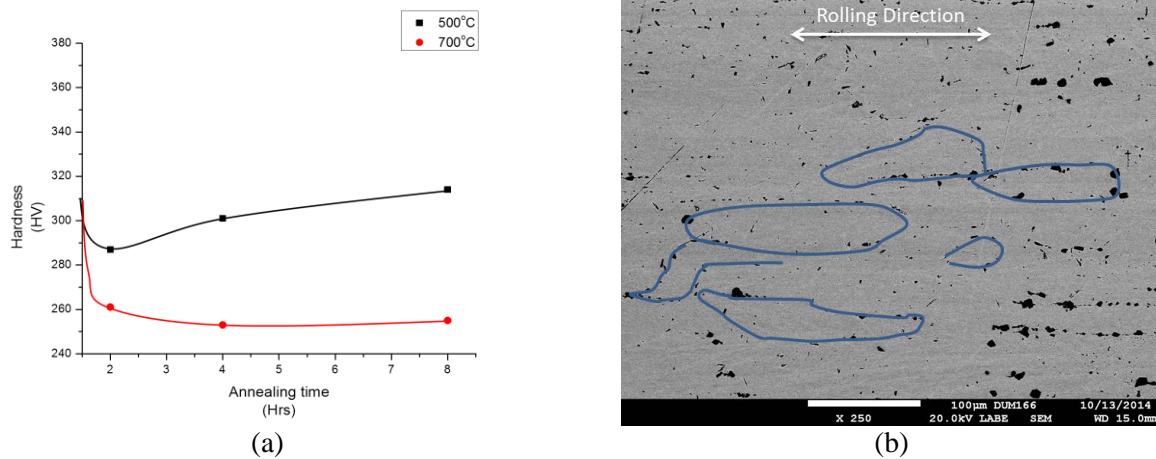 500°C
700°C
380
360
340
320
300
280
260
240
Hardness
(HV)
2
3
4
5
6
7
8
Annealing time
(Hrs)
(a)
Rolling Direction
100µm DUM166 10/13/2014
X 250 20.0kV LABE SEM WD 15.0mm
(b)